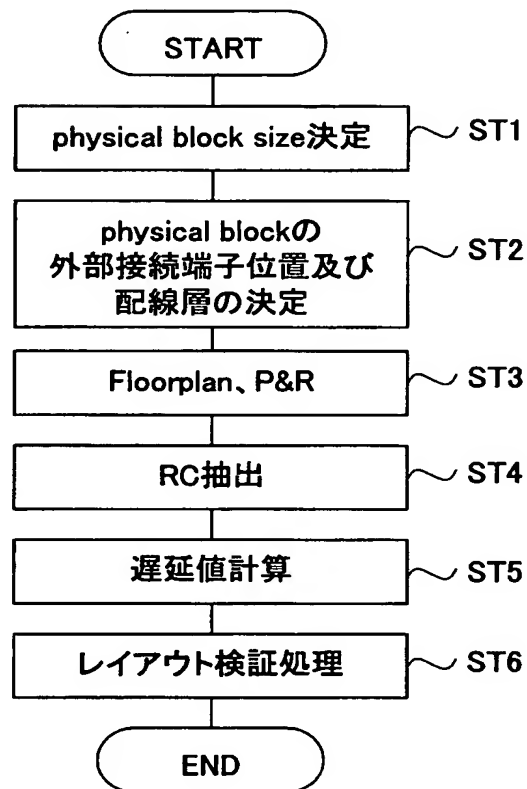 START
physical block size決定
ST1
physical blockの
外部接続端子位置及び
配線層の決定
ST2
Floorplan、P&R
ST3
RC抽出
ST4
遅延値計算
ST5
レイアウト検証処理
ST6
END